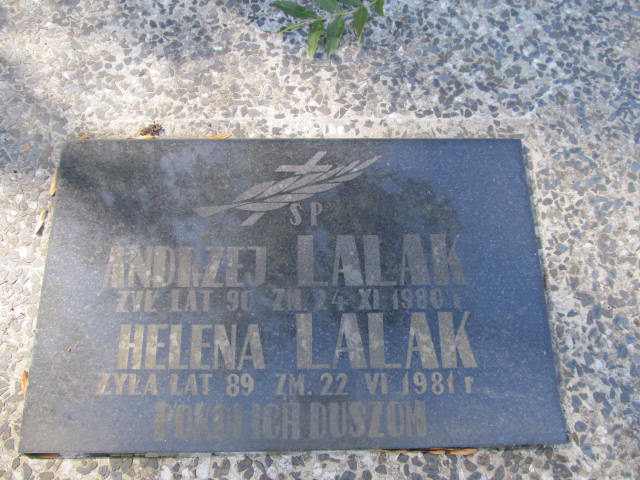 ŚP
ANDRZEJ LALAK
ŻYŁ LAT 90 ZM. 24 XI 1980 r
HELENA LALAK
ŻYŁA LAT 89 ZM. 22 VI 1981 r
POKÓJ ICH DUSZOM